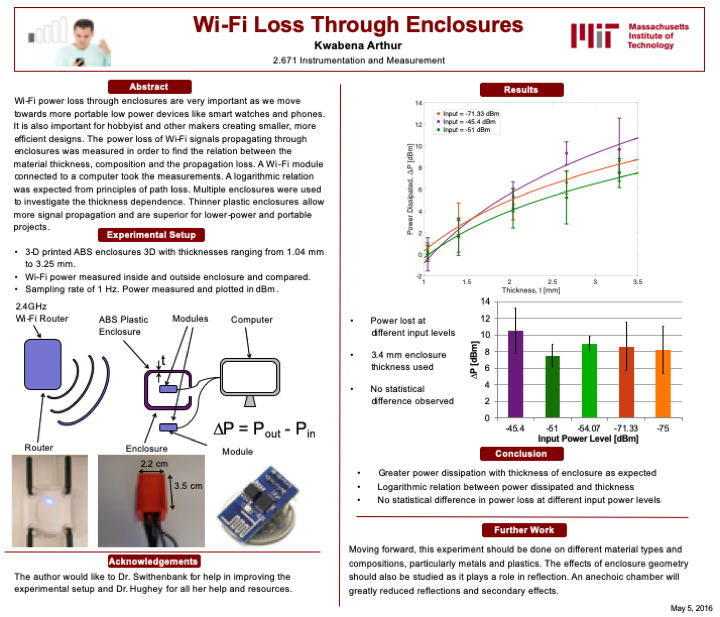 Wi-Fi Loss Through Enclosures
Kwabena Arthur
2.671 Instrumentation and Measurement
Massachusetts
Institute of
Technology
Abstract
Wi-Fi power loss through enclosures are very important as we move
towards more portable low power devices like smart watches and phones.
It is also important for hobbyist and other makers creating smaller, more
efficient designs. The power loss of Wi-Fi signals propagating through
enclosures was measured in order to find the relation between the
material thickness, composition and the propagation loss. A Wi-Fi module
connected to a computer took the measurements. A logarithmic relation
was expected from principles of path loss. Multiple enclosures were used
to investigate the thickness dependence. Thinner plastic enclosures allow
more signal propagation and are superior for lower-power and portable
projects.
Experimental Setup
• 3-D printed ABS enclosures 3D with thicknesses ranging from 1.04 mm
to 3.25 mm.
• Wi-Fi power measured inside and outside enclosure and compared.
• Sampling rate of 1 Hz. Power measured and plotted in dBm.
2.4GHz
Wi-Fi Router
ABS Plastic
Enclosure
Modules
Computer
t
ΔP = Pout - Pin
Router
Enclosure
Module
2.2 cm
3.5 cm
Acknowledgements
The author would like to Dr. Swithenbank for help in improving the
experimental setup and Dr. Hughey for all her help and resources.
Results
Input = -71.33 dBm
Input = -45.4 dBm
Input = -51 dBm
Power Dissipated, ΔP [dBm]
14
12
10
8
6
4
2
0
-2
1 1.5 2 2.5 3 3.5
Thickness, t [mm]
• Power lost at
different input levels
• 3.4 mm enclosure
thickness used
• No statistical
difference observed
ΔP [dBm]
14
12
10
8
6
4
2
0
-45.4 -51 -54.07 -71.33 -75
Input Power Level [dBm]
Conclusion
• Greater power dissipation with thickness of enclosure as expected
• Logarithmic relation between power dissipated and thickness
• No statistical difference in power loss at different input power levels
Further Work
Moving forward, this experiment should be done on different material types and
compositions, particularly metals and plastics. The effects of enclosure geometry
should also be studied as it plays a role in reflection. An anechoic chamber will
greatly reduced reflections and secondary effects.
May 5, 2016